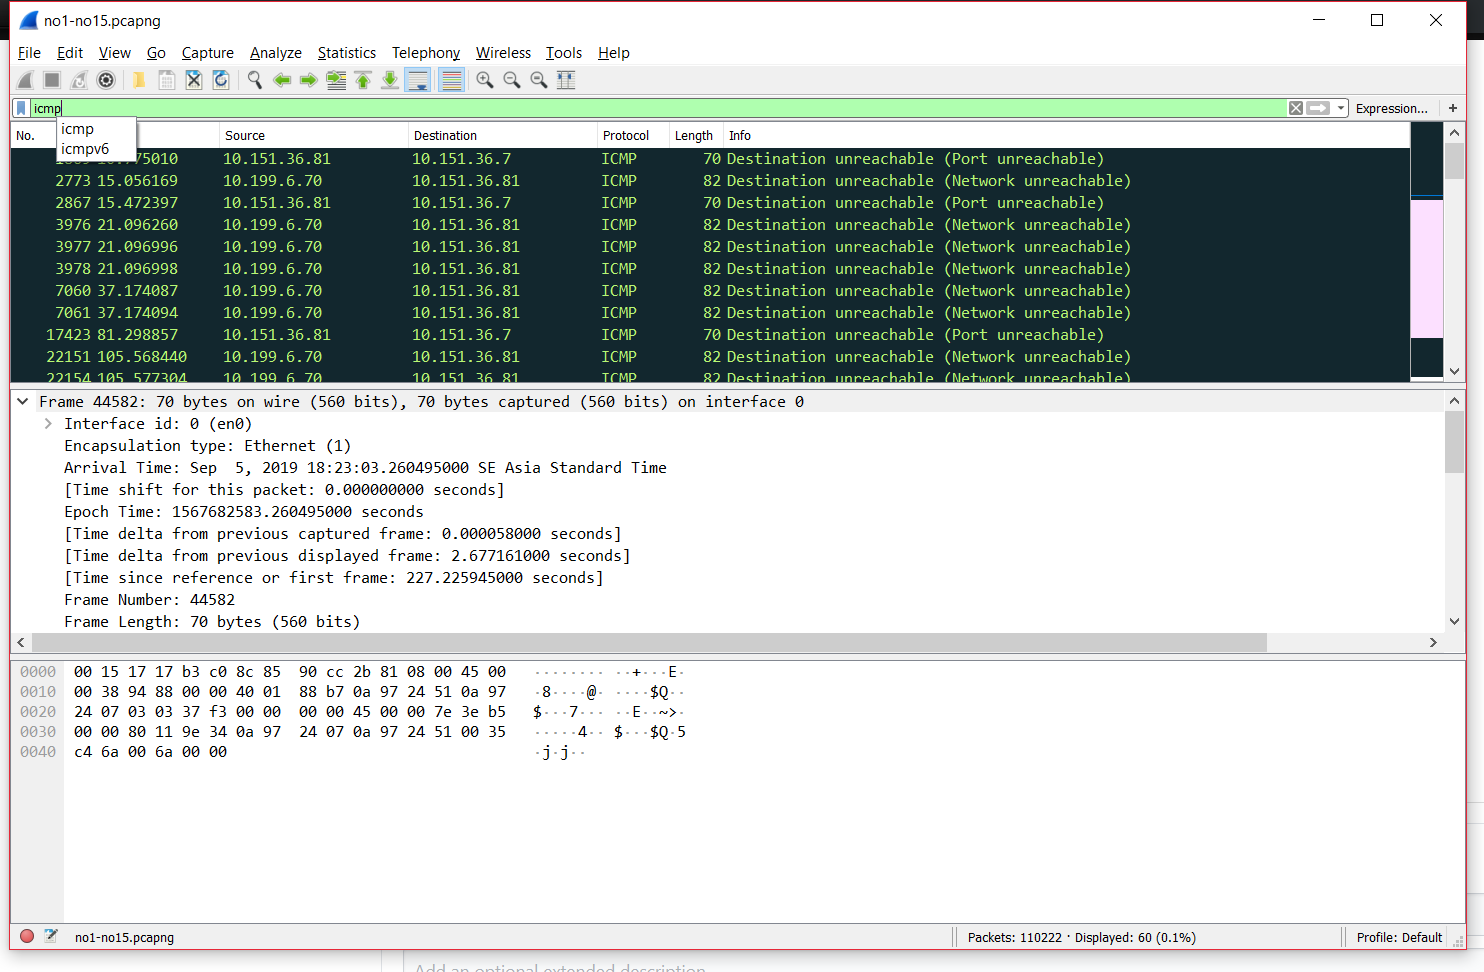 no1-no15.pcapng
File Edit View Go Capture Analyze Statistics Telephony Wireless Tools Help
icmp Expression... +
icmp
icmpv6
No. Source Destination Protocol Length Info
10.151.36.81 10.151.36.7 ICMP 70 Destination unreachable (Port unreachable)
2773 15.056169 10.199.6.70 10.151.36.81 ICMP 82 Destination unreachable (Network unreachable)
2867 15.472397 10.151.36.81 10.151.36.7 ICMP 70 Destination unreachable (Port unreachable)
3976 21.096260 10.199.6.70 10.151.36.81 ICMP 82 Destination unreachable (Network unreachable)
3977 21.096996 10.199.6.70 10.151.36.81 ICMP 82 Destination unreachable (Network unreachable)
3978 21.096998 10.199.6.70 10.151.36.81 ICMP 82 Destination unreachable (Network unreachable)
7060 37.174087 10.199.6.70 10.151.36.81 ICMP 82 Destination unreachable (Network unreachable)
7061 37.174094 10.199.6.70 10.151.36.81 ICMP 82 Destination unreachable (Network unreachable)
17423 81.298857 10.151.36.81 10.151.36.7 ICMP 70 Destination unreachable (Port unreachable)
22151 105.568440 10.199.6.70 10.151.36.81 ICMP 82 Destination unreachable (Network unreachable)
22154 105.577304 10.199.6.70 10.151.36.81 ICMP 82 Destination unreachable (Network unreachable)
Frame 44582: 70 bytes on wire (560 bits), 70 bytes captured (560 bits) on interface 0
Interface id: 0 (en0)
Encapsulation type: Ethernet (1)
Arrival Time: Sep  5, 2019 18:23:03.260495000 SE Asia Standard Time
[Time shift for this packet: 0.000000000 seconds]
Epoch Time: 1567682583.260495000 seconds
[Time delta from previous captured frame: 0.000058000 seconds]
[Time delta from previous displayed frame: 2.677161000 seconds]
[Time since reference or first frame: 227.225945000 seconds]
Frame Number: 44582
Frame Length: 70 bytes (560 bits)
0000 00 15 17 17 b3 c0 8c 85 90 cc 2b 81 08 00 45 00 ········ ··+···E·
0010 00 38 94 88 00 00 40 01 88 b7 0a 97 24 51 0a 97 ·8····@· ····$Q··
0020 24 07 03 03 37 f3 00 00 00 00 45 00 00 7e 3e b5 $···7··· ··E··~>·
0030 00 00 80 11 9e 34 0a 97 24 07 0a 97 24 51 00 35 ·····4·· $···$Q·5
0040 c4 6a 00 6a 00 00 ·j·j··
no1-no15.pcapng Packets: 110222 · Displayed: 60 (0.1%) Profile: Default
Add an optional extended description